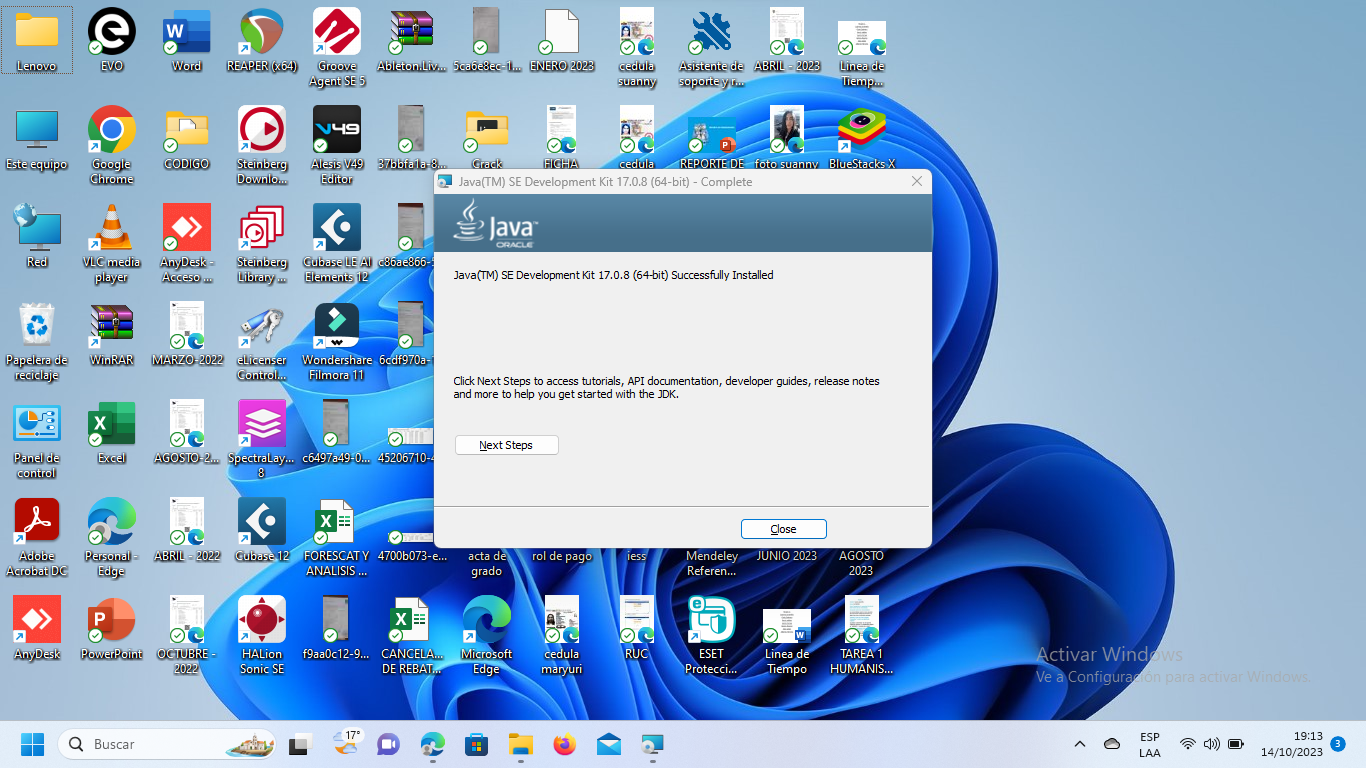 Lenovo
EVO
Word
REAPER (x64)
Groove
Agent SE 5
Ableton.Liv...
5ca6e8ec-1...
ENERO 2023
cedula
suanny
Asistente de
soporte y r...
ABRIL - 2023
Linea de
Tiemp...
Este equipo
Google
Chrome
CODIGO
Steinberg
Downlo...
V49
Alesis V49
Editor
37bbfa1a-8...
Crack
FICHA
cedula
REPORTE DE
foto suanny
BlueStacks X
Java(TM) SE Development Kit 17.0.8 (64-bit) - Complete
Java™
ORACLE
Java(TM) SE Development Kit 17.0.8 (64-bit) Successfully Installed
Click Next Steps to access tutorials, API documentation, developer guides, release notes
and more to help you get started with the JDK.
Next Steps
Close
Red
VLC media
player
AnyDesk -
Acceso ...
Steinberg
Library ...
Cubase LE AI
Elements 12
Papelera de
reciclaje
WinRAR
MARZO-2022
eLicenser
Control...
Wondershare
Filmora 11
Panel de
control
Excel
AGOSTO-2...
SpectraLay...
8
c6497a49-0...
Adobe
Acrobat DC
Personal -
Edge
ABRIL - 2022
Cubase 12
FORESCAT Y
ANALISIS ...
4700b073-e...
acta de
grado
rol de pago
iess
Mendeley
Referen...
JUNIO 2023
AGOSTO
2023
AnyDesk
PowerPoint
OCTUBRE -
2022
HALion
Sonic SE
f9aa0c12-9...
CANCELA...
DE REBAT...
Microsoft
Edge
cedula
maryuri
RUC
ESET
Protecci...
Linea de
Tiempo
TAREA 1
HUMANIS...
Activar Windows
Ve a Configuración para activar Windows.
Buscar
17°
ESP
LAA
19:13
14/10/2023
3